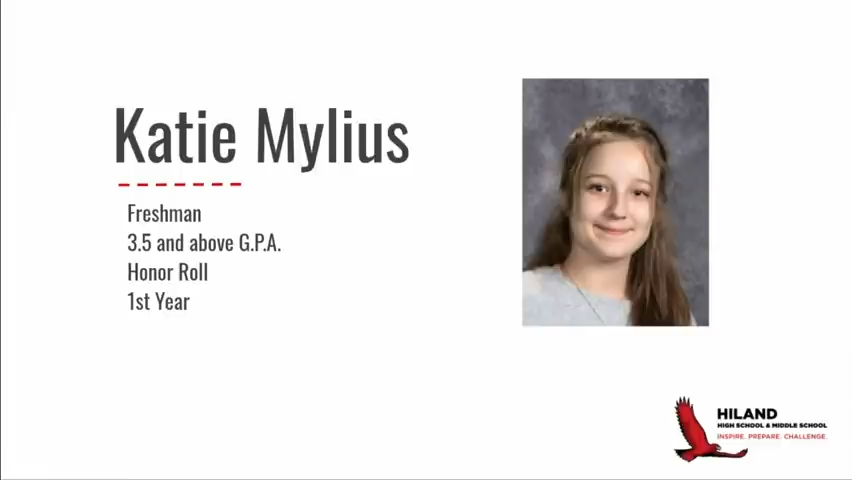 Katie Mylius
Freshman
3.5 and above G.P.A.
Honor Roll
1st Year
HILAND
HIGH SCHOOL & MIDDLE SCHOOL
INSPIRE. PREPARE. CHALLENGE.